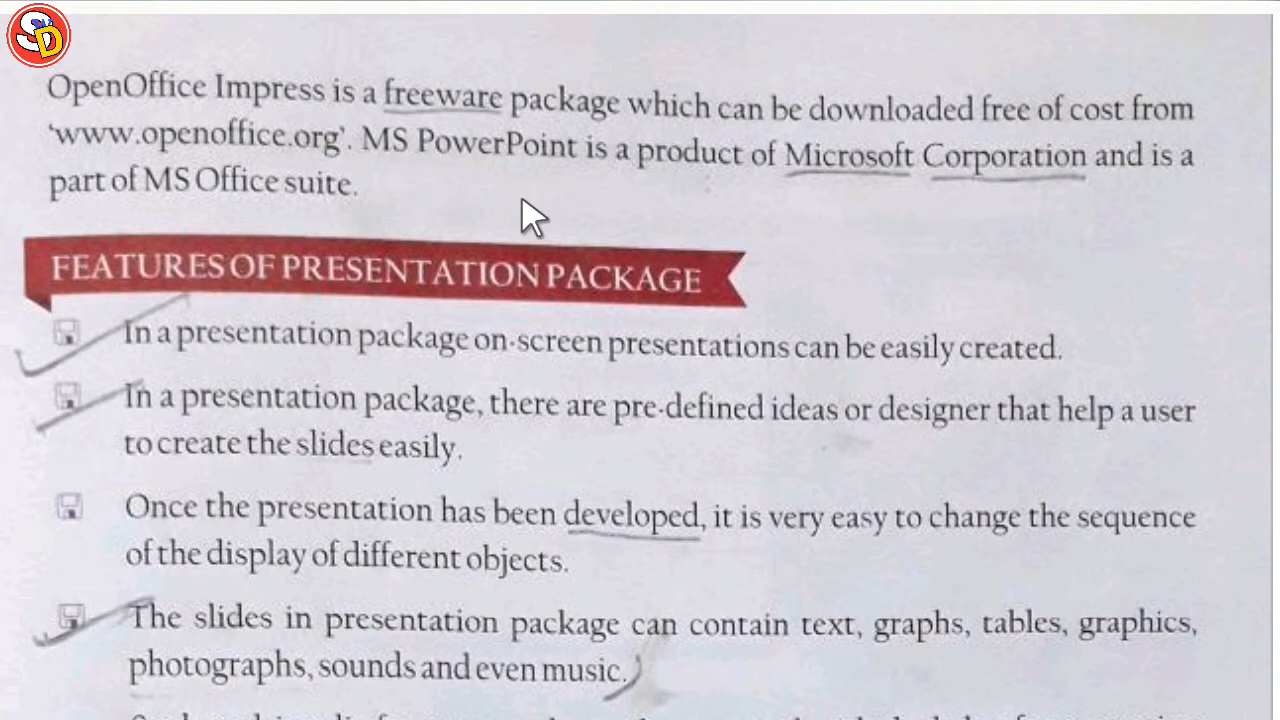 SD
OpenOffice Impress is a freeware package which can be downloaded free of cost from
'www.openoffice.org'. MS PowerPoint is a product of Microsoft Corporation and is a
part of MS Office suite.
FEATURES OF PRESENTATION PACKAGE
In a presentation package on-screen presentations can be easily created.
In a presentation package, there are pre-defined ideas or designer that help a user
to create the slides easily.
Once the presentation has been developed, it is very easy to change the sequence
of the display of different objects.
The slides in presentation package can contain text, graphs, tables, graphics,
photographs, sounds and even music.